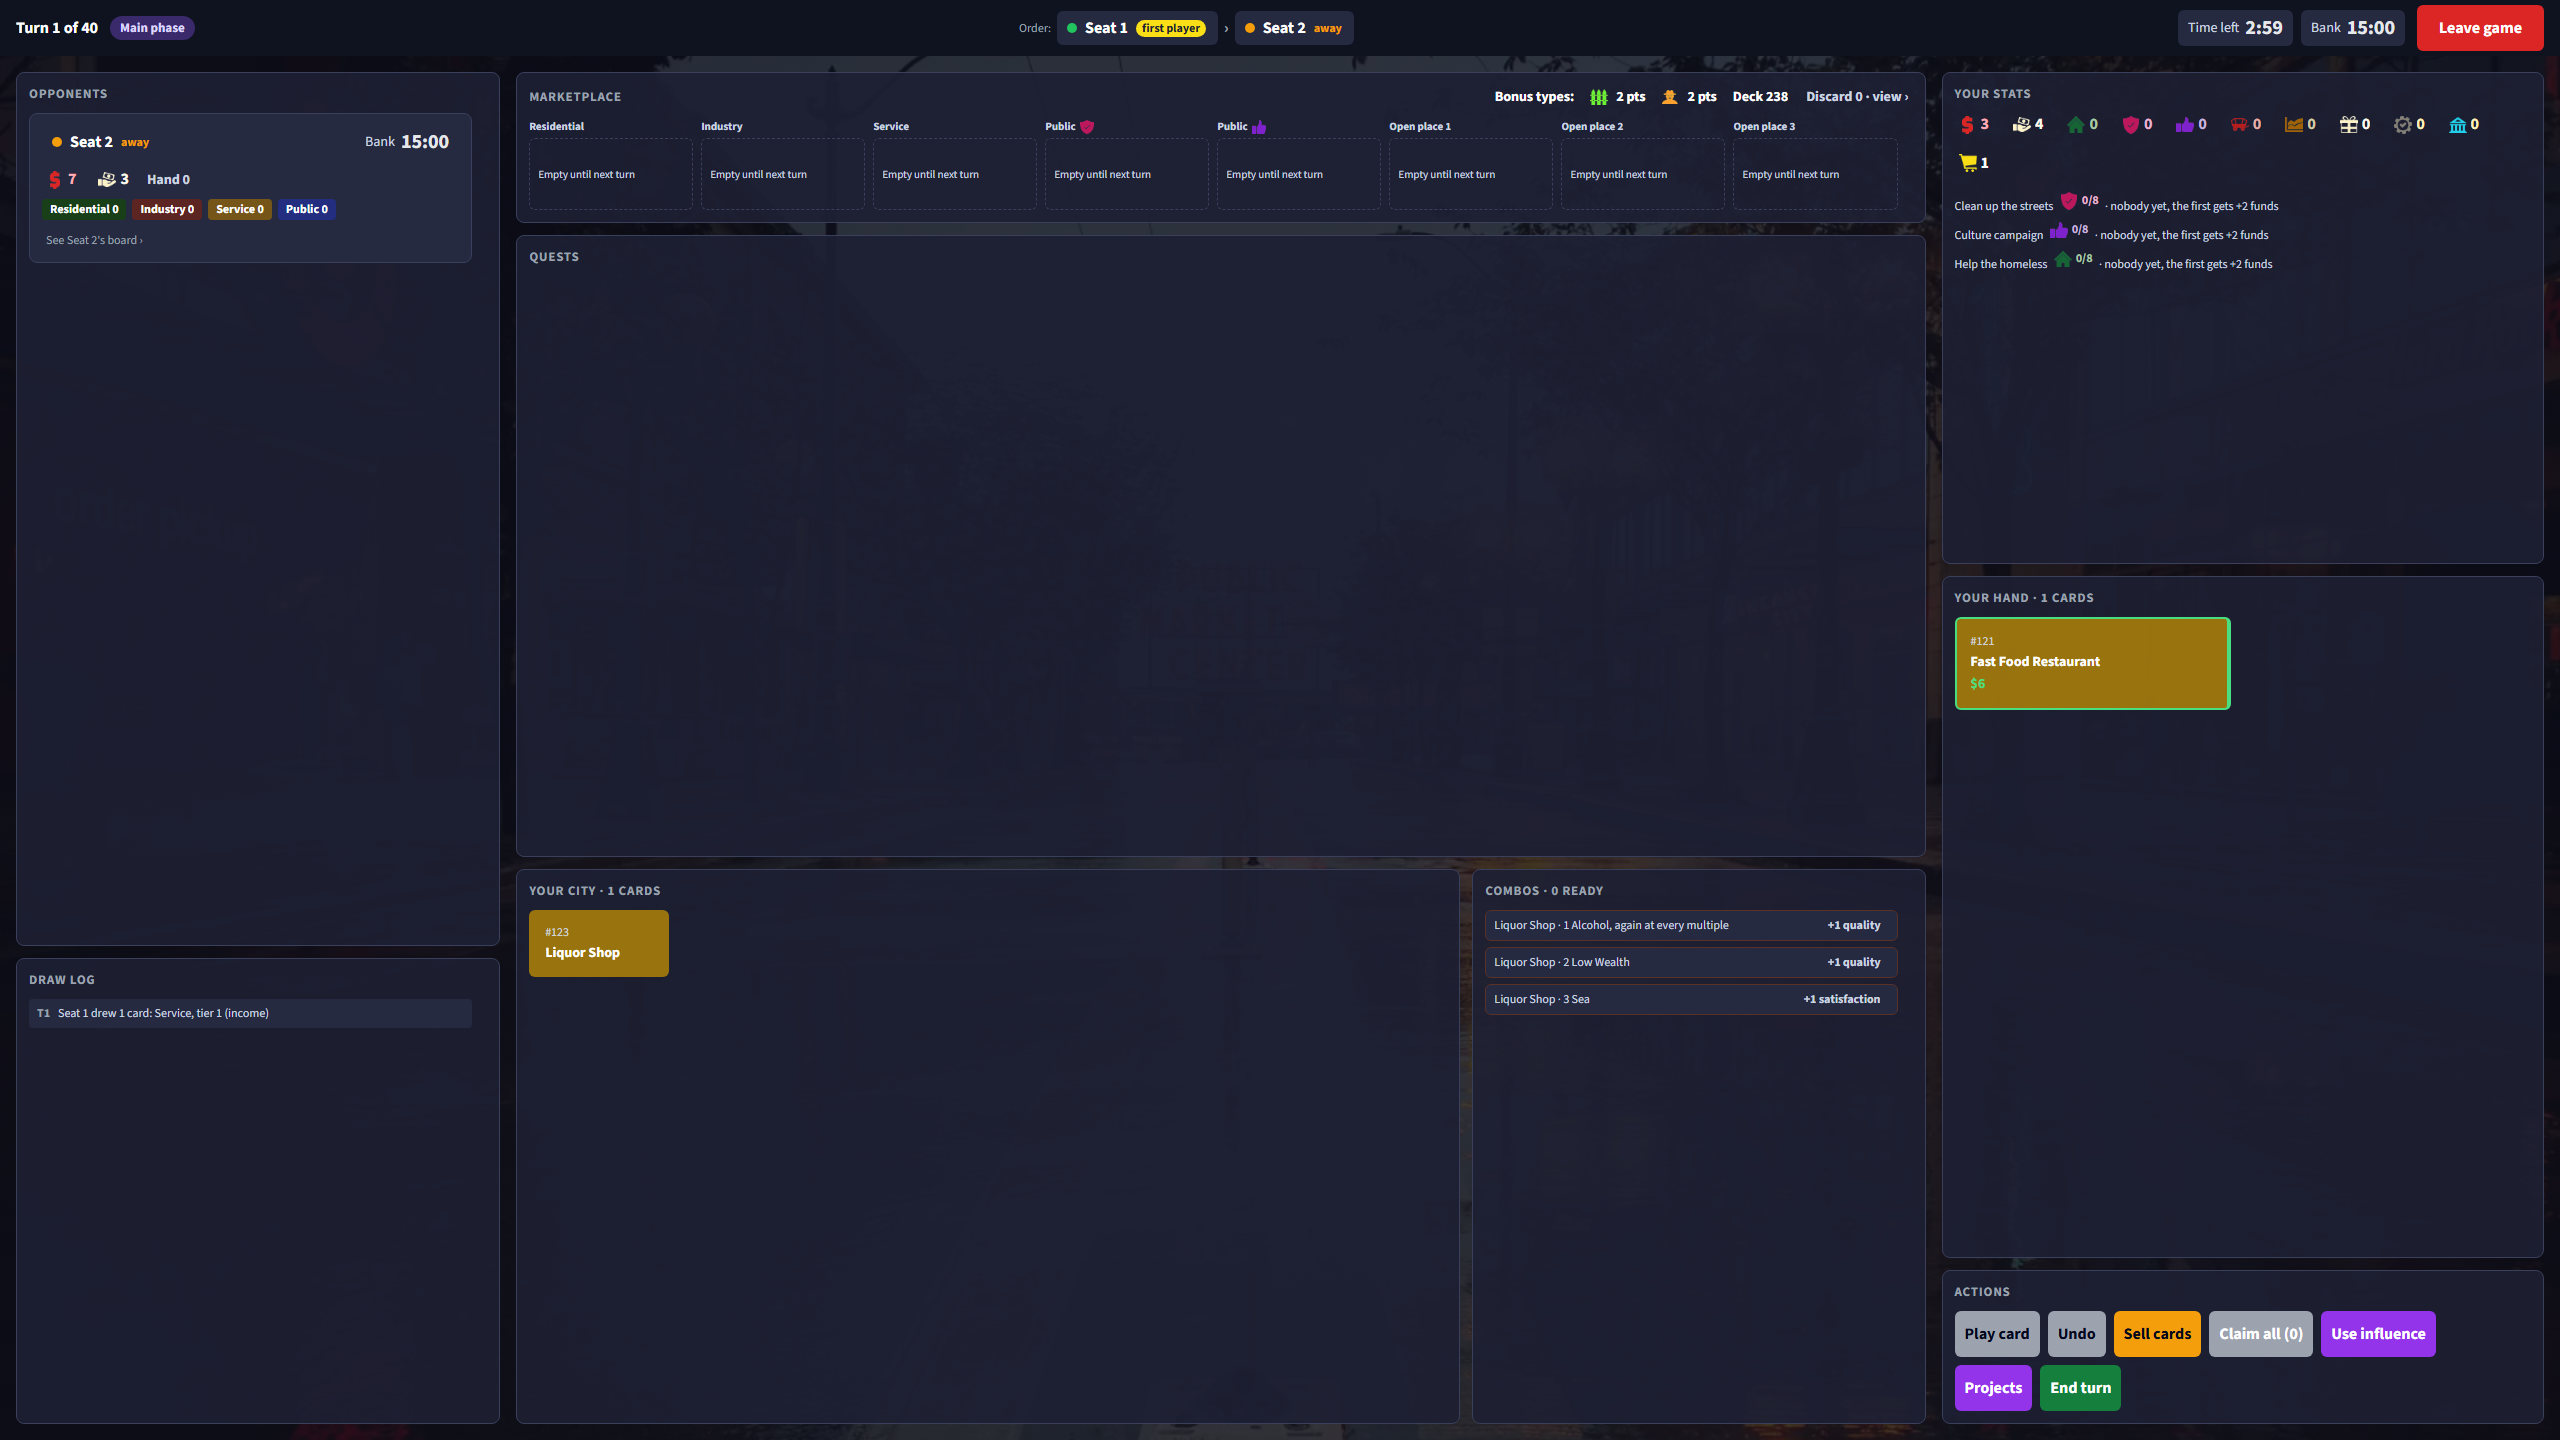 Turn 1 of 40 Main phase
Order: Seat 1 first player › Seat 2 away
Time left 2:59 Bank 15:00 Leave game
OPPONENTS
Seat 2 away Bank 15:00
7 3 Hand 0
Residential 0 Industry 0 Service 0 Public 0
See Seat 2's board ›
DRAW LOG
T1 Seat 1 drew 1 card: Service, tier 1 (income)
MARKETPLACE
Bonus types: 2 pts 2 pts Deck 238 Discard 0 · view ›
Residential Industry Service Public Public Open place 1 Open place 2 Open place 3
Empty until next turn Empty until next turn Empty until next turn Empty until next turn Empty until next turn Empty until next turn Empty until next turn Empty until next turn
QUESTS
YOUR CITY · 1 CARDS
#123
Liquor Shop
COMBOS · 0 READY
Liquor Shop · 1 Alcohol, again at every multiple +1 quality
Liquor Shop · 2 Low Wealth +1 quality
Liquor Shop · 3 Sea +1 satisfaction
YOUR STATS
3 4 0 0 0 0 0 0 0 0
1
Clean up the streets 0/8 · nobody yet, the first gets +2 funds
Culture campaign 0/8 · nobody yet, the first gets +2 funds
Help the homeless 0/8 · nobody yet, the first gets +2 funds
YOUR HAND · 1 CARDS
#121
Fast Food Restaurant
$6
ACTIONS
Play card Undo Sell cards Claim all (0) Use influence
Projects End turn